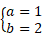 a = 1
b = 2